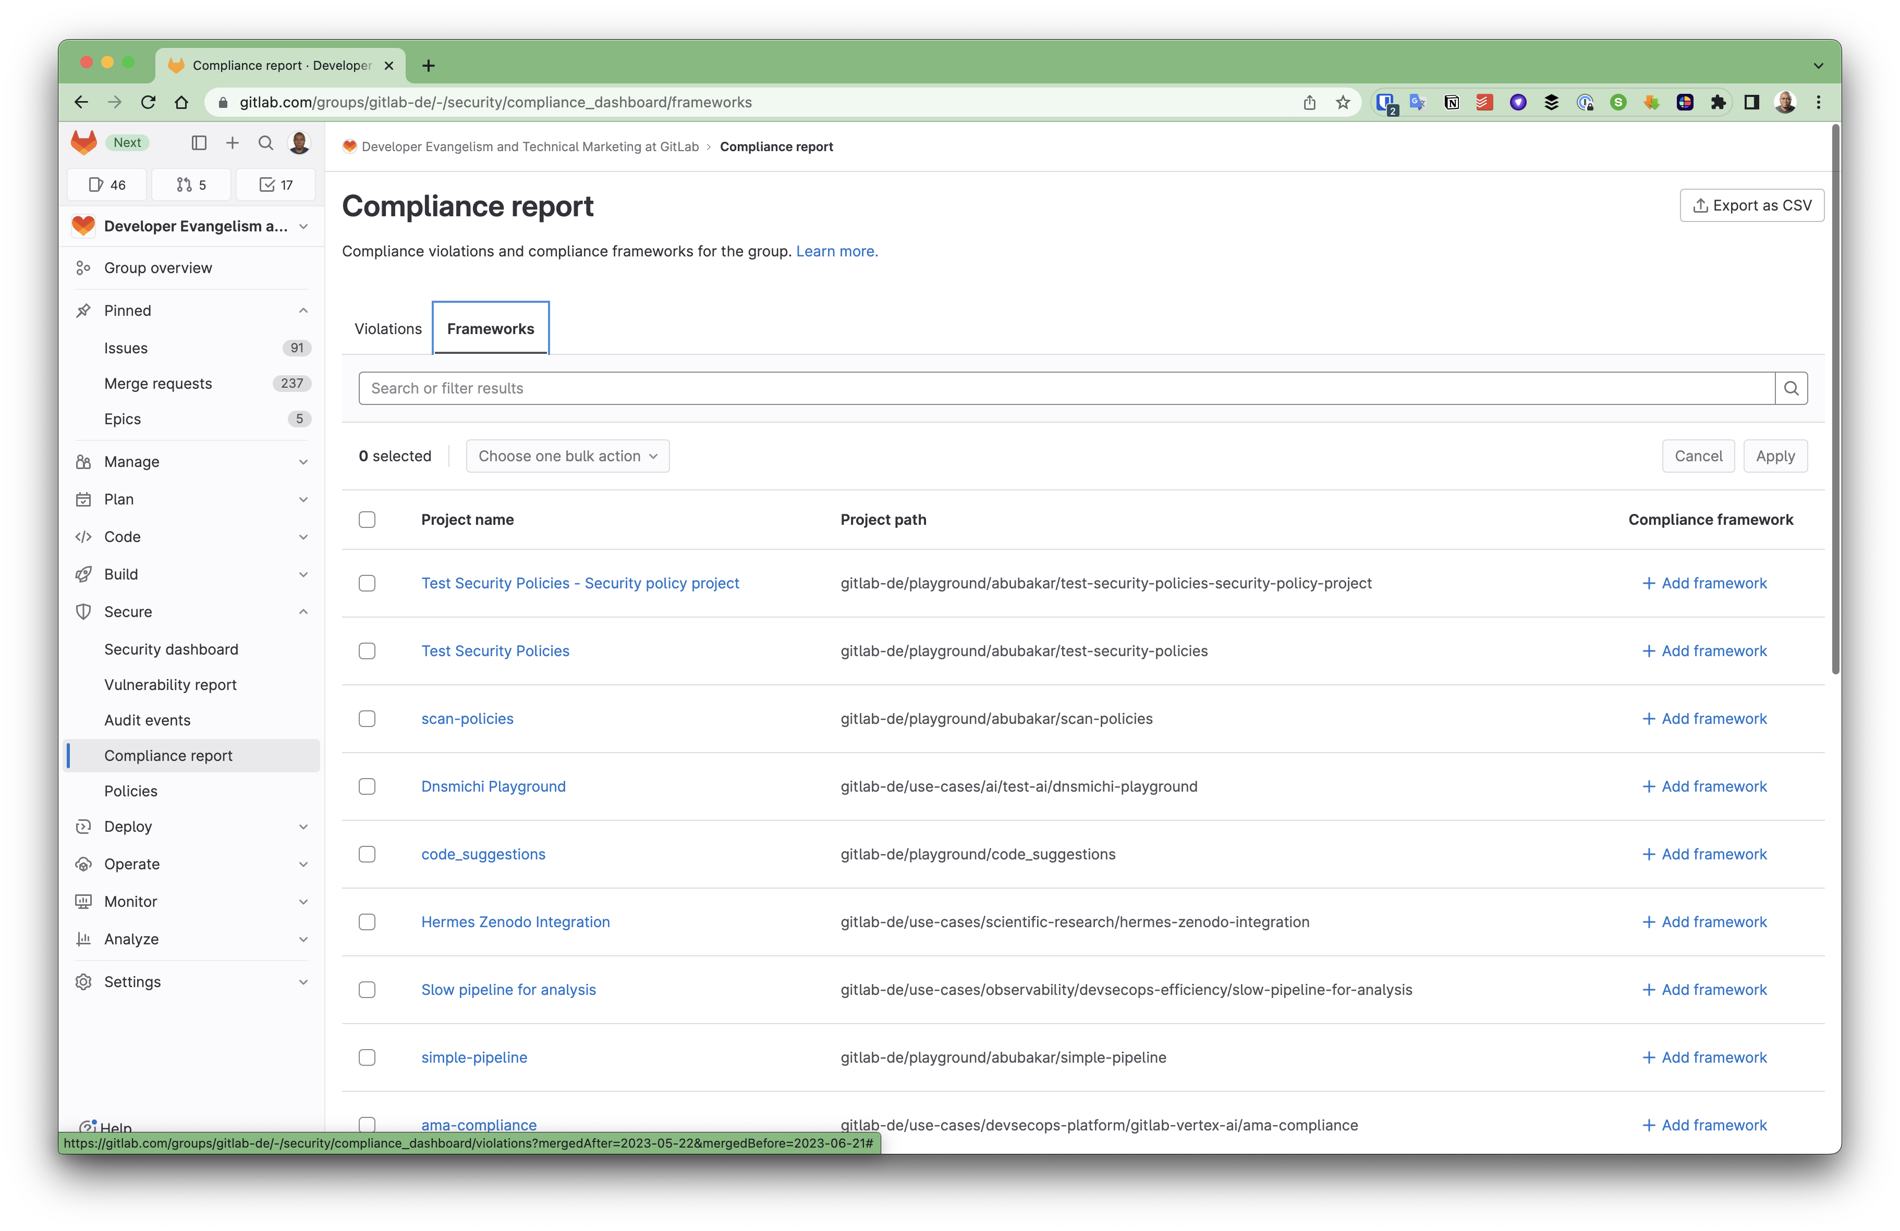 Compliance report · Developer
gitlab.com/groups/gitlab-de/-/security/compliance_dashboard/frameworks
2
Next
46
5
17
Developer Evangelism a...
Group overview
Pinned
Issues 91
Merge requests 237
Epics 5
Manage
Plan
Code
Build
Secure
Security dashboard
Vulnerability report
Audit events
Compliance report
Policies
Deploy
Operate
Monitor
Analyze
Settings
Help
Developer Evangelism and Technical Marketing at GitLab › Compliance report
Compliance report
Export as CSV
Compliance violations and compliance frameworks for the group. Learn more.
Violations
Frameworks
Search or filter results
0 selected
Choose one bulk action
Cancel
Apply
Project name Project path Compliance framework
Test Security Policies - Security policy project gitlab-de/playground/abubakar/test-security-policies-security-policy-project + Add framework
Test Security Policies gitlab-de/playground/abubakar/test-security-policies + Add framework
scan-policies gitlab-de/playground/abubakar/scan-policies + Add framework
Dnsmichi Playground gitlab-de/use-cases/ai/test-ai/dnsmichi-playground + Add framework
code_suggestions gitlab-de/playground/code_suggestions + Add framework
Hermes Zenodo Integration gitlab-de/use-cases/scientific-research/hermes-zenodo-integration + Add framework
Slow pipeline for analysis gitlab-de/use-cases/observability/devsecops-efficiency/slow-pipeline-for-analysis + Add framework
simple-pipeline gitlab-de/playground/abubakar/simple-pipeline + Add framework
ama-compliance gitlab-de/use-cases/devsecops-platform/gitlab-vertex-ai/ama-compliance + Add framework
https://gitlab.com/groups/gitlab-de/-/security/compliance_dashboard/violations?mergedAfter=2023-05-22&mergedBefore=2023-06-21#